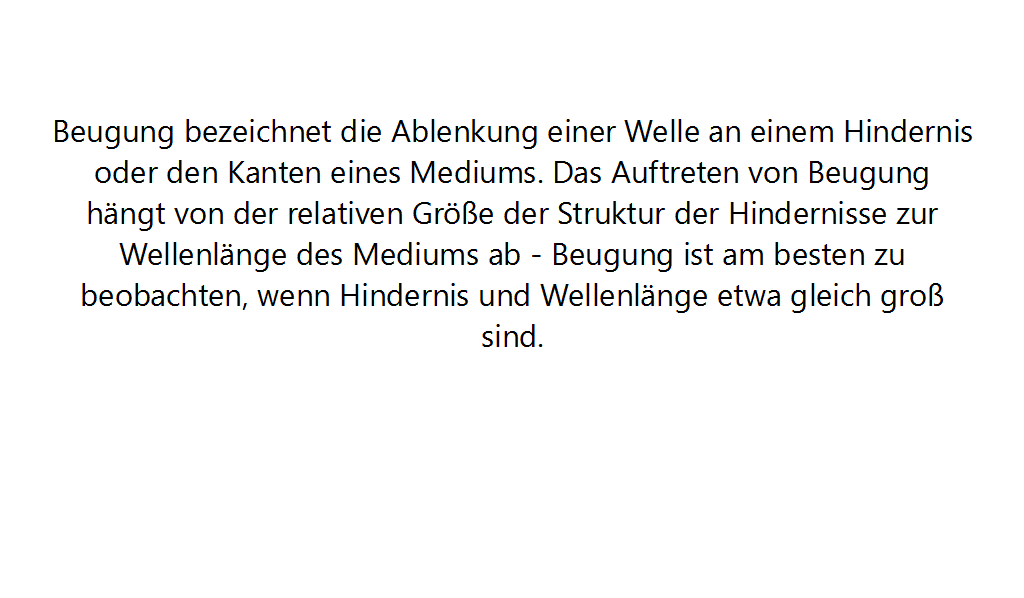 Beugung bezeichnet die Ablenkung einer Welle an einem Hindernis
oder den Kanten eines Mediums. Das Auftreten von Beugung
hängt von der relativen Größe der Struktur der Hindernisse zur
Wellenlänge des Mediums ab - Beugung ist am besten zu
beobachten, wenn Hindernis und Wellenlänge etwa gleich groß
sind.